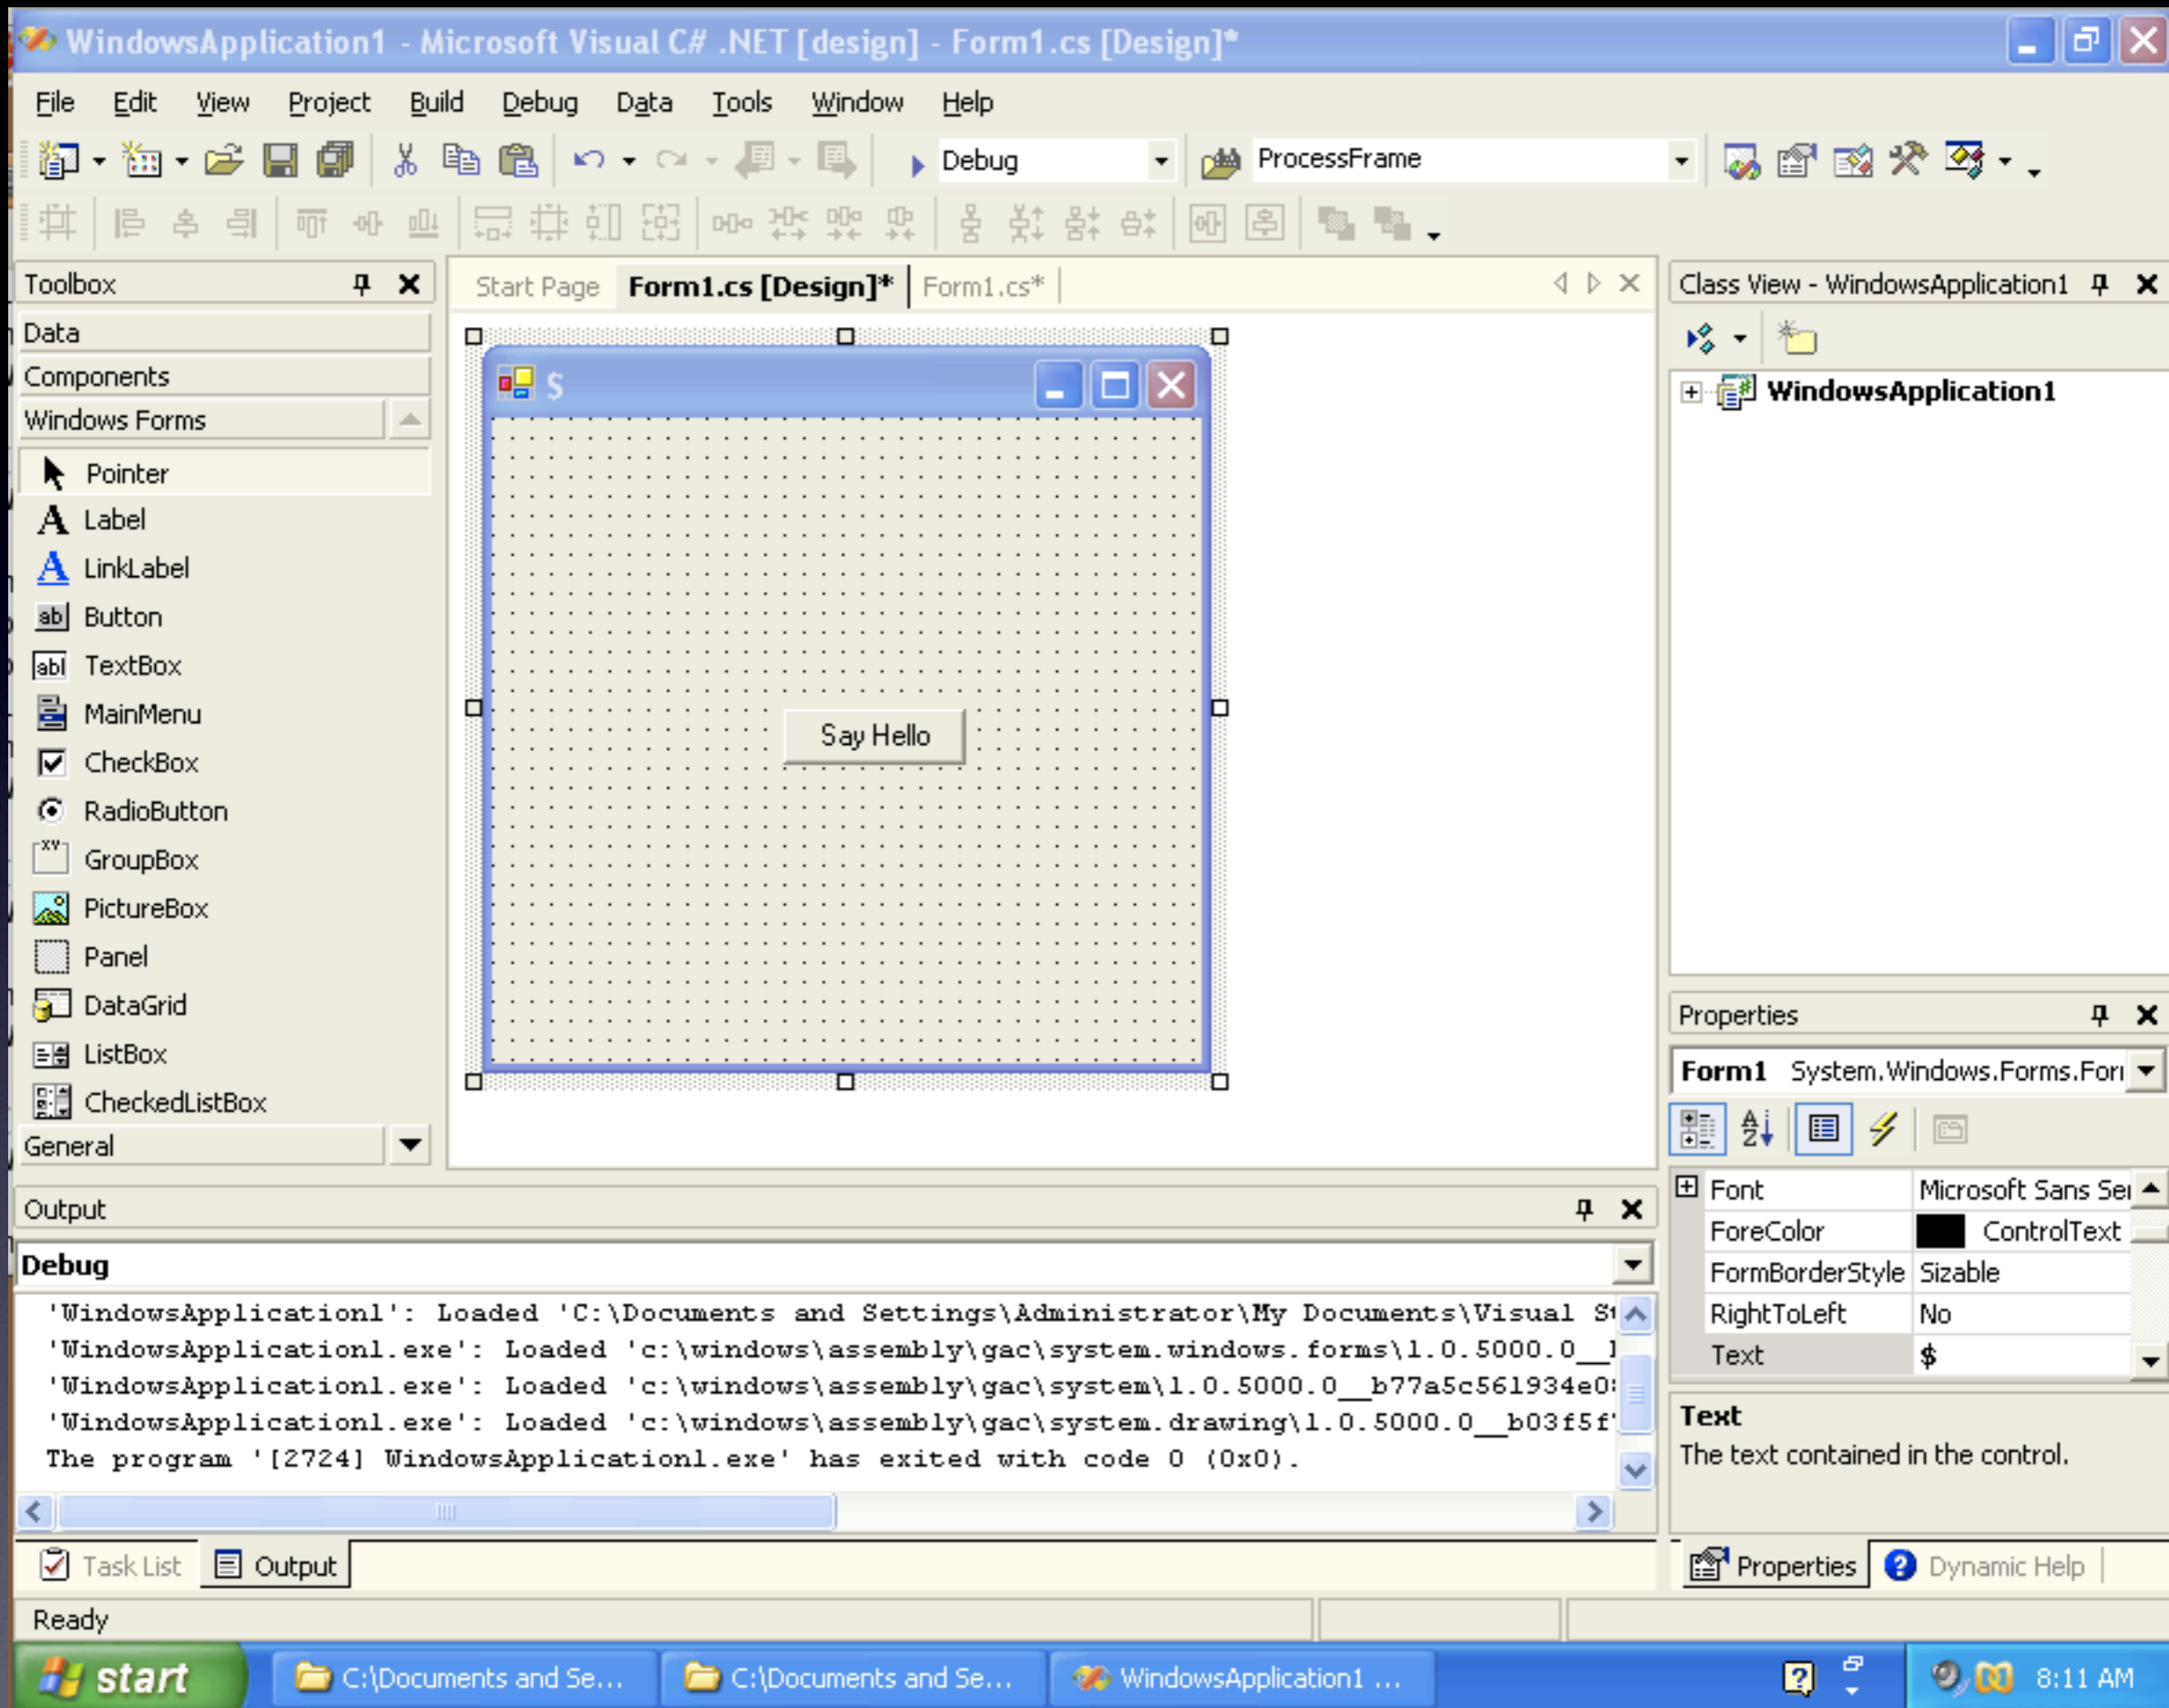 WindowsApplication1 - Microsoft Visual C# .NET [design] - Form1.cs [Design]*
File Edit View Project Build Debug Data Tools Window Help
Debug ProcessFrame
Toolbox
Data
Components
Windows Forms
Pointer
A Label
A LinkLabel
ab Button
abl TextBox
MainMenu
CheckBox
RadioButton
XY GroupBox
PictureBox
Panel
DataGrid
ListBox
CheckedListBox
General
Start Page Form1.cs [Design]* Form1.cs*
$
Say Hello
Class View - WindowsApplication1
WindowsApplication1
Properties
Form1 System.Windows.Forms.For
Font Microsoft Sans Se
ForeColor ControlText
FormBorderStyle Sizable
RightToLeft No
Text $
Text
The text contained in the control.
Properties Dynamic Help
Output
Debug
'WindowsApplication1': Loaded 'C:\Documents and Settings\Administrator\My Documents\Visual
'WindowsApplication1.exe': Loaded 'c:\windows\assembly\gac\system.windows.forms\1.0.5000.0__
'WindowsApplication1.exe': Loaded 'c:\windows\assembly\gac\system\1.0.5000.0__b77a5c561934e0
'WindowsApplication1.exe': Loaded 'c:\windows\assembly\gac\system.drawing\1.0.5000.0__b03f5f
The program '[2724] WindowsApplication1.exe' has exited with code 0 (0x0).
Task List Output
Ready
start C:\Documents and Se... C:\Documents and Se... WindowsApplication1 ... 8:11 AM